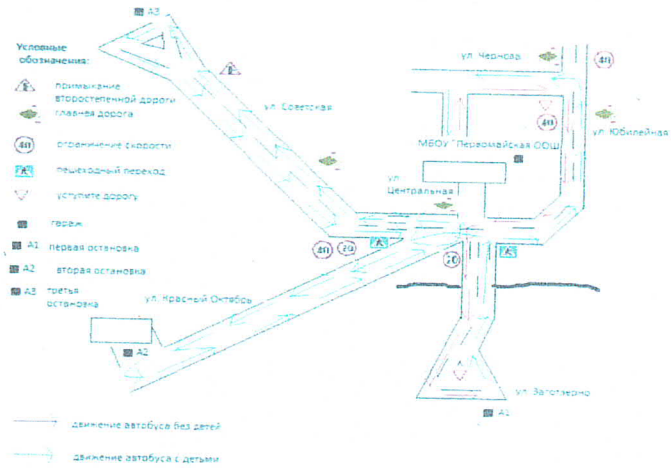 А3
Условные
обозначения:
примыкание
второстепенной дороги
главная дорога
40
ограничение скорости
пешеходный переход
уступите дорогу
гараж
А1 первая остановка
А2 вторая остановка
А3 третья
остановка
ул. Советская
ул. Чернова
40
40
ул. Юбилейная
МБОУ "Первомайская ООШ
ул.
Центральная
40
20
20
ул. Красный Октябрь
А2
ул. Заготзерно
А1
движение автобуса без детей
движение автобуса с детьми